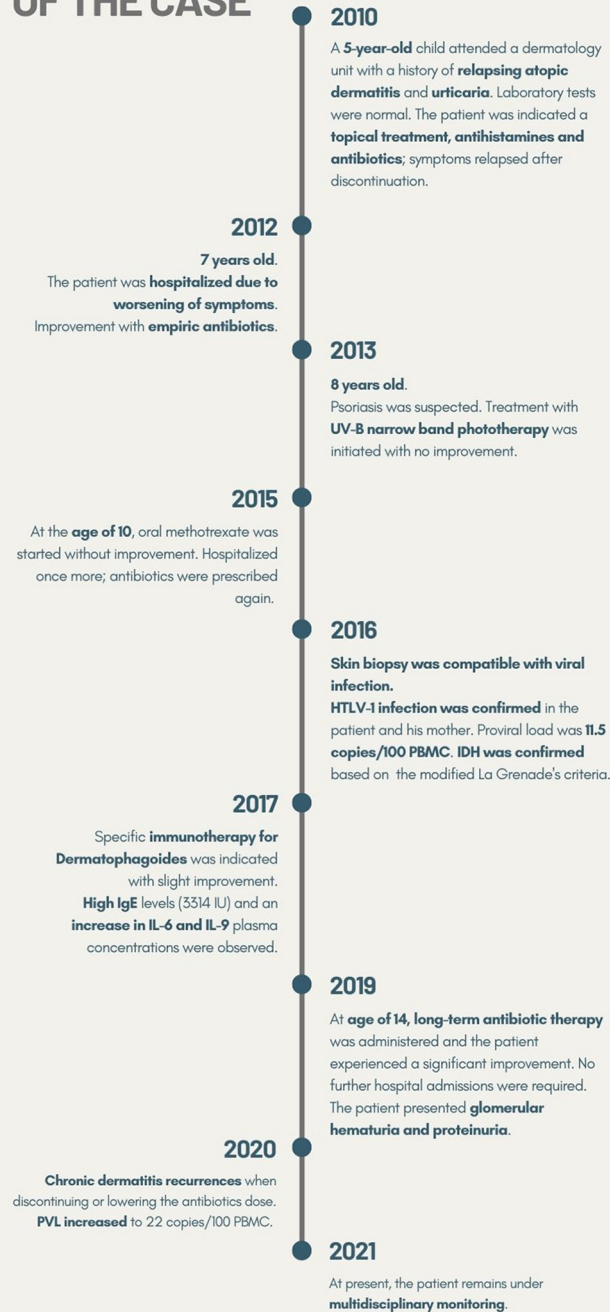 OF THE CASE
2010
A 5-year-old child attended a dermatology
unit with a history of relapsing atopic
dermatitis and urticaria. Laboratory tests
were normal. The patient was indicated a
topical treatment, antihistamines and
antibiotics; symptoms relapsed after
discontinuation.
2012
7 years old.
The patient was hospitalized due to
worsening of symptoms.
Improvement with empiric antibiotics.
2013
8 years old.
Psoriasis was suspected. Treatment with
UV-B narrow band phototherapy was
initiated with no improvement.
2015
At the age of 10, oral methotrexate was
started without improvement. Hospitalized
once more; antibiotics were prescribed
again.
2016
Skin biopsy was compatible with viral
infection.
HTLV-1 infection was confirmed in the
patient and his mother. Proviral load was 11.5
copies/100 PBMC. IDH was confirmed
based on the modified La Grenade's criteria.
2017
Specific immunotherapy for
Dermatophagoides was indicated
with slight improvement.
High IgE levels (3314 IU) and an
increase in IL-6 and IL-9 plasma
concentrations were observed.
2019
At age of 14, long-term antibiotic therapy
was administered and the patient
experienced a significant improvement. No
further hospital admissions were required.
The patient presented glomerular
hematuria and proteinuria.
2020
Chronic dermatitis recurrences when
discontinuing or lowering the antibiotics dose.
PVL increased to 22 copies/100 PBMC.
2021
At present, the patient remains under
multidisciplinary monitoring.